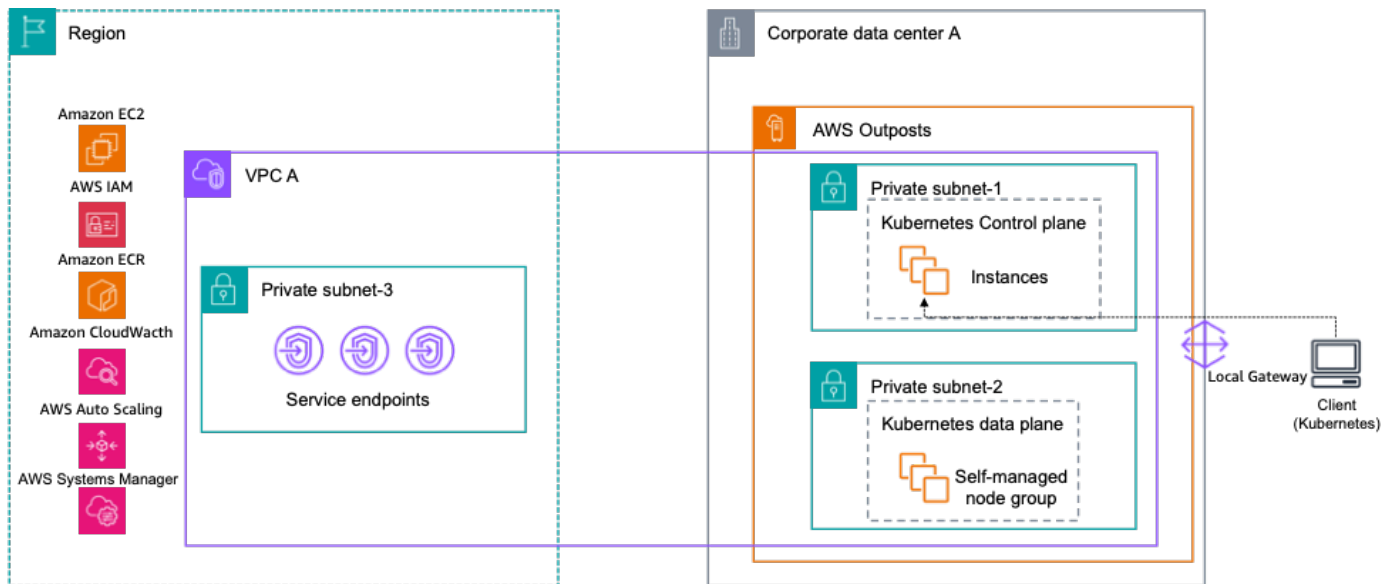 Region
Amazon EC2
AWS IAM
Amazon ECR
Amazon CloudWacth
AWS Auto Scaling
AWS Systems Manager
VPC A
Private subnet-3
Service endpoints
Corporate data center A
AWS Outposts
Private subnet-1
Kubernetes Control plane
Instances
Private subnet-2
Kubernetes data plane
Self-managed
node group
Local Gateway
Client
(Kubernetes)